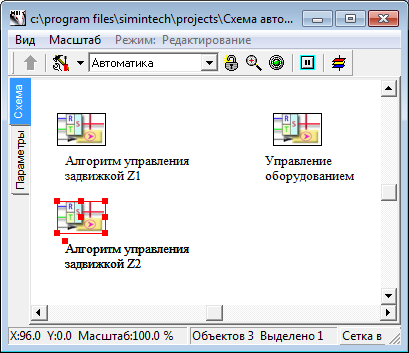 c:\program files\simintech\projects\Схема авто...
Вид Масштаб Режим: Редактирование
Автоматика
Схема
Параметры
Алгоритм управления
задвижкой Z1
Управление
оборудованием
Алгоритм управления
задвижкой Z2
X:96.0 Y:0.0 Масштаб:100.0 % Объектов 3 Выделено 1 Сетка в